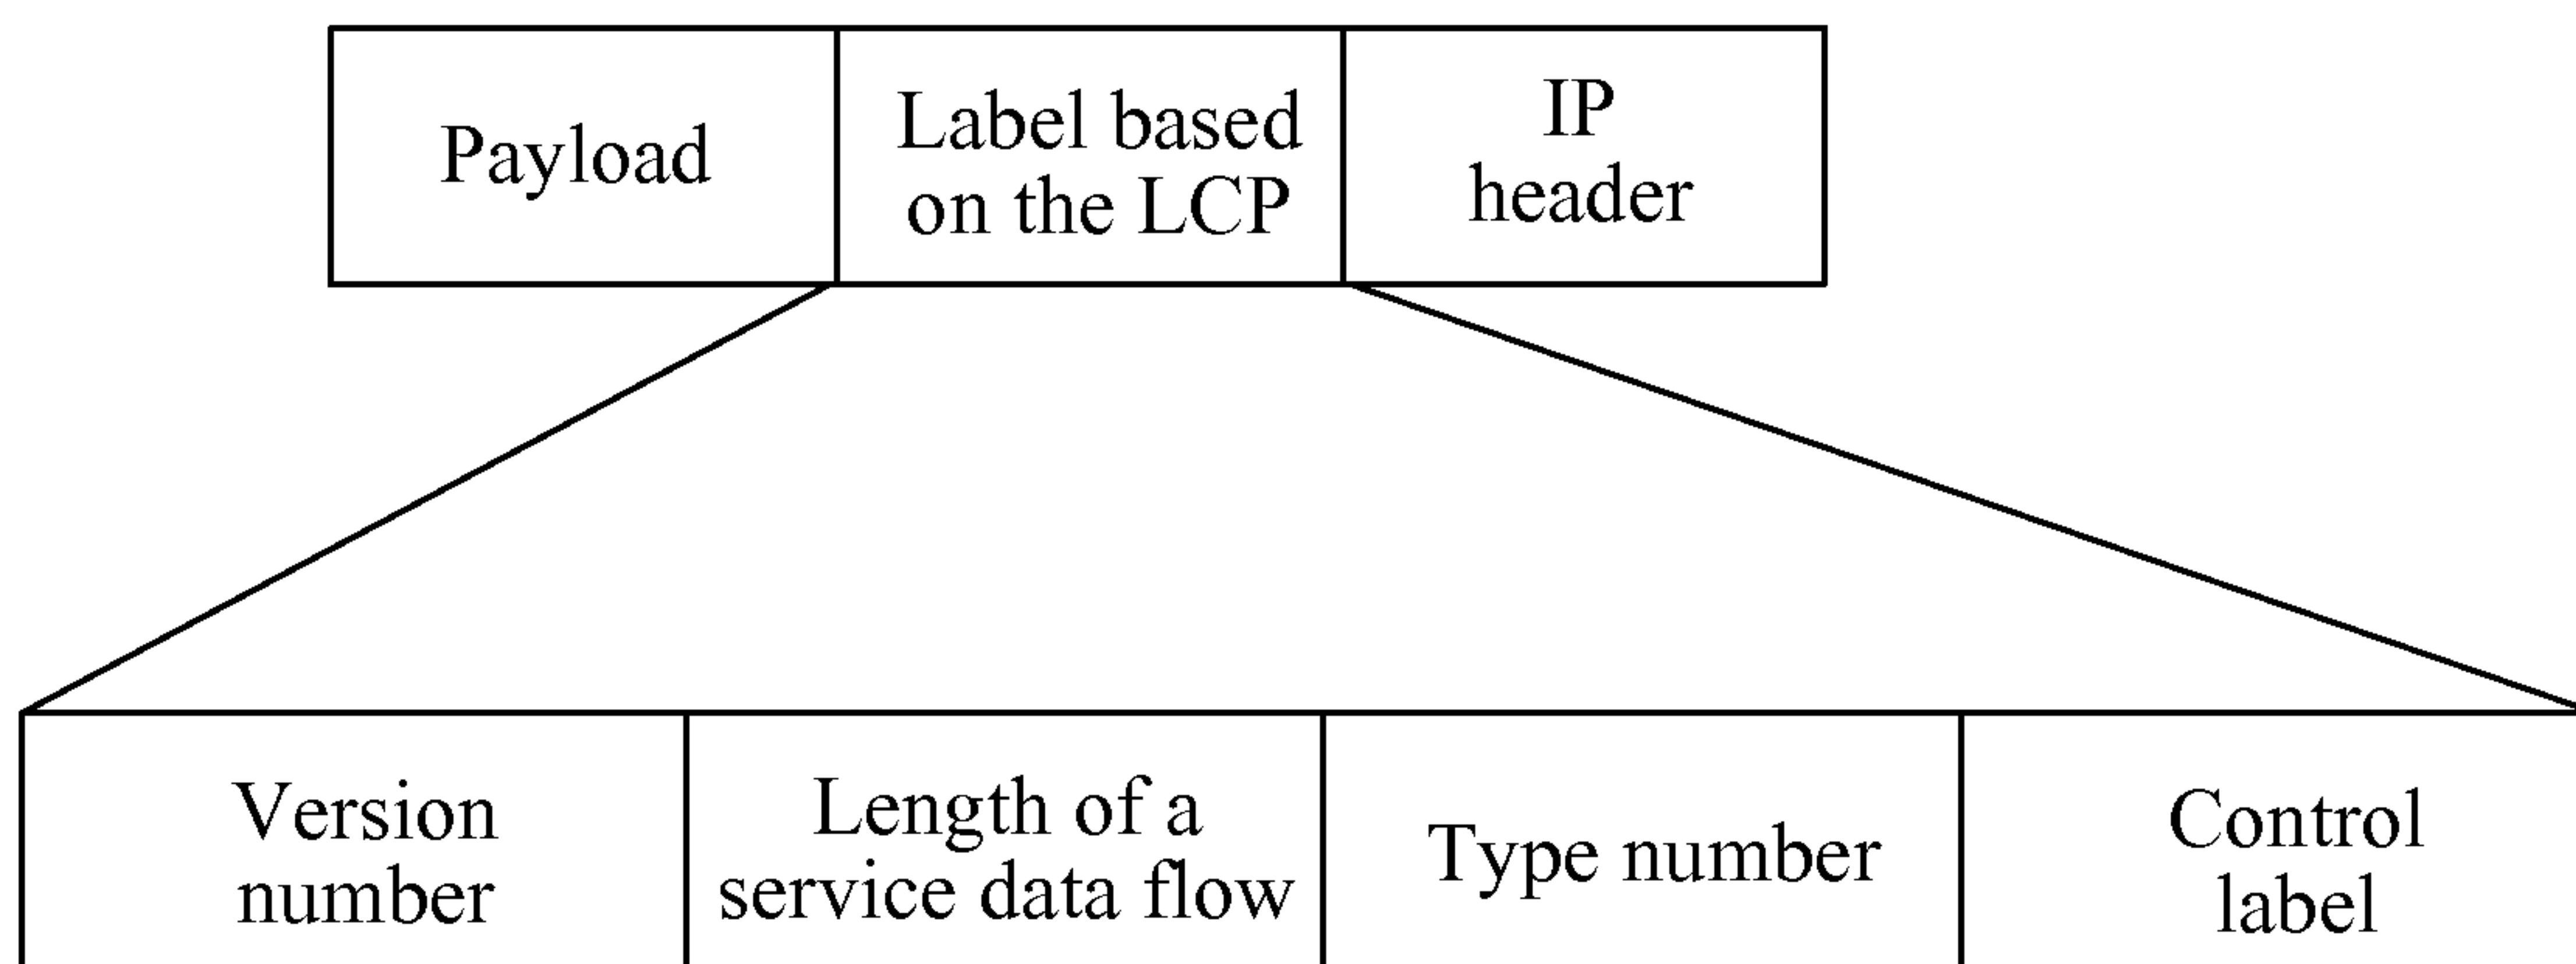 Payload
Label based
on the LCP
IP
header
Version
number
Length of a
service data flow
Type number
Control
label